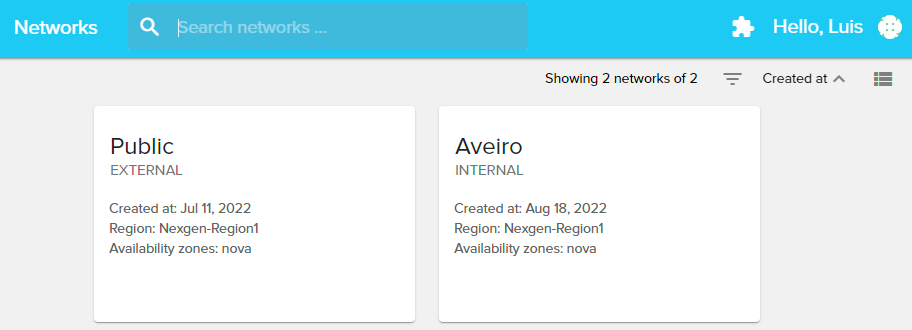 Networks
Search networks ...
Hello, Luis
Showing 2 networks of 2
Created at
Public
EXTERNAL
Created at: Jul 11, 2022
Region: Nexgen-Region1
Availability zones: nova
Aveiro
INTERNAL
Created at: Aug 18, 2022
Region: Nexgen-Region1
Availability zones: nova